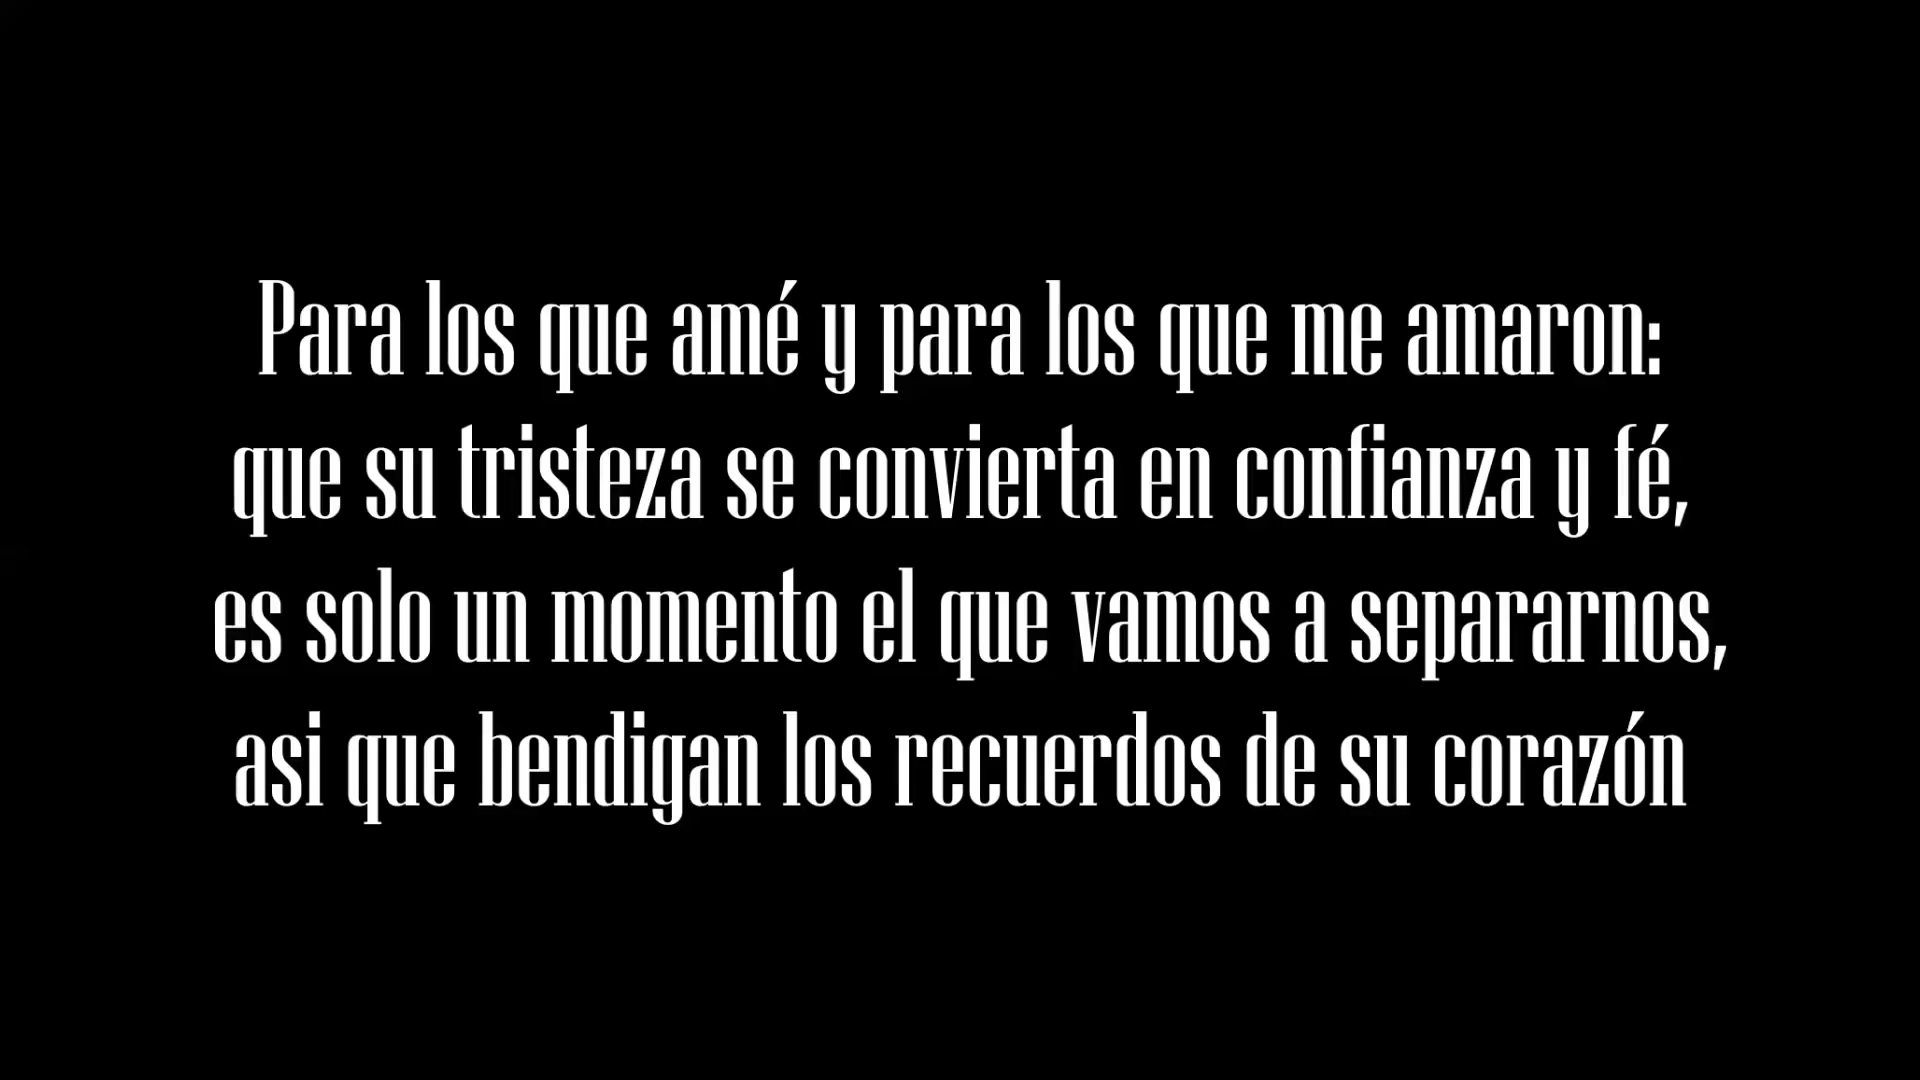 Para los que amé y para los que me amaron:
que su tristeza se convierta en confianza y fé,
es solo un momento el que vamos a separarnos,
asi que bendigan los recuerdos de su corazón